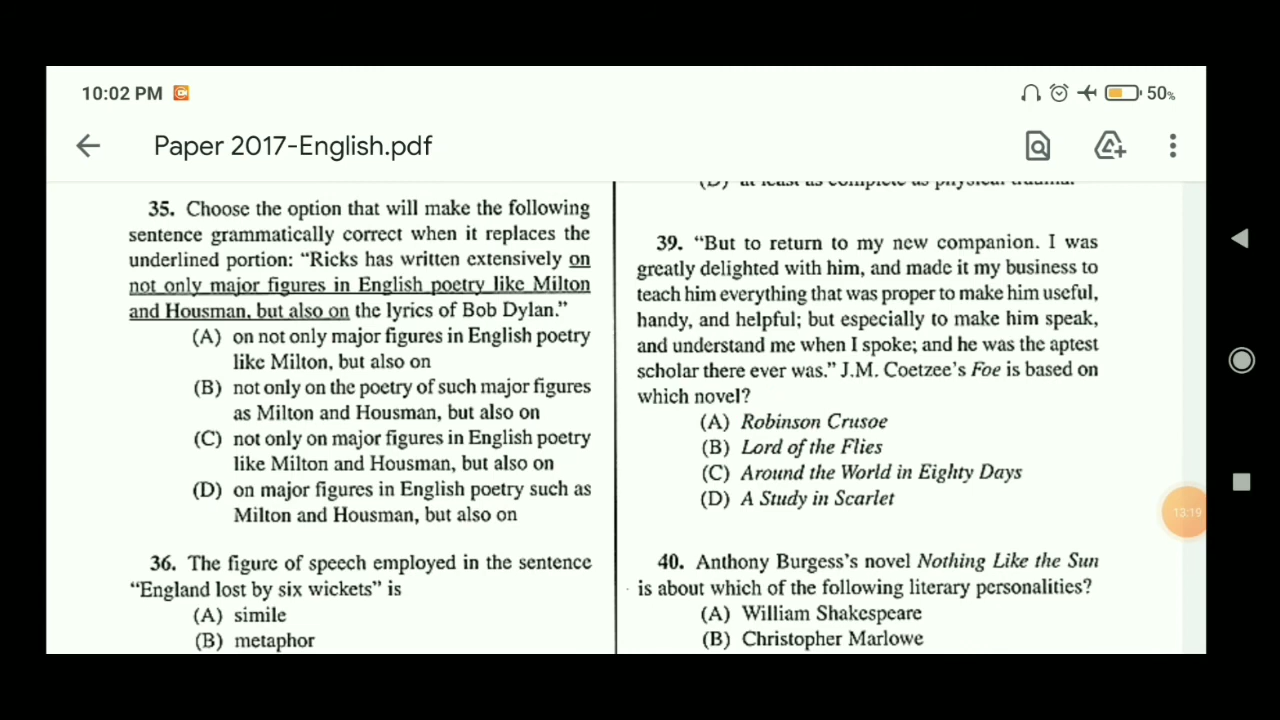 10:02 PM
50%
Paper 2017-English.pdf
35. Choose the option that will make the following
sentence grammatically correct when it replaces the
underlined portion: “Ricks has written extensively on
not only major figures in English poetry like Milton
and Housman, but also on the lyrics of Bob Dylan.”
(A) on not only major figures in English poetry
like Milton, but also on
(B) not only on the poetry of such major figures
as Milton and Housman, but also on
(C) not only on major figures in English poetry
like Milton and Housman, but also on
(D) on major figures in English poetry such as
Milton and Housman, but also on
36. The figure of speech employed in the sentence
“England lost by six wickets” is
(A) simile
(B) metaphor
(D) at least as complete as physical trauma.
39. “But to return to my new companion. I was
greatly delighted with him, and made it my business to
teach him everything that was proper to make him useful,
handy, and helpful; but especially to make him speak,
and understand me when I spoke; and he was the aptest
scholar there ever was.” J.M. Coetzee’s Foe is based on
which novel?
(A) Robinson Crusoe
(B) Lord of the Flies
(C) Around the World in Eighty Days
(D) A Study in Scarlet
40. Anthony Burgess’s novel Nothing Like the Sun
is about which of the following literary personalities?
(A) William Shakespeare
(B) Christopher Marlowe
13:19